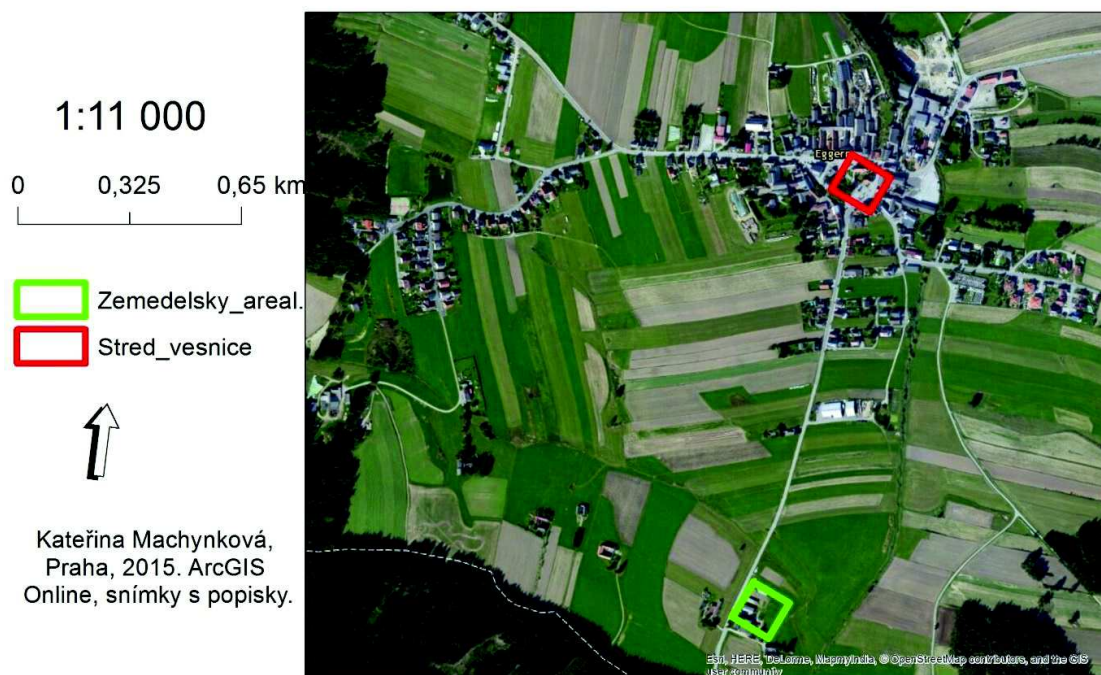 1:11 000
0 0,325 0,65 km
Zemedelsky_areal.
Stred_vesnice
Kateřina Machynková,
Praha, 2015. ArcGIS
Online, snímky s popisky.
Eggern
Esri, HERE, DeLorme, MapmyIndia, © OpenStreetMap contributors, and the GIS
user community